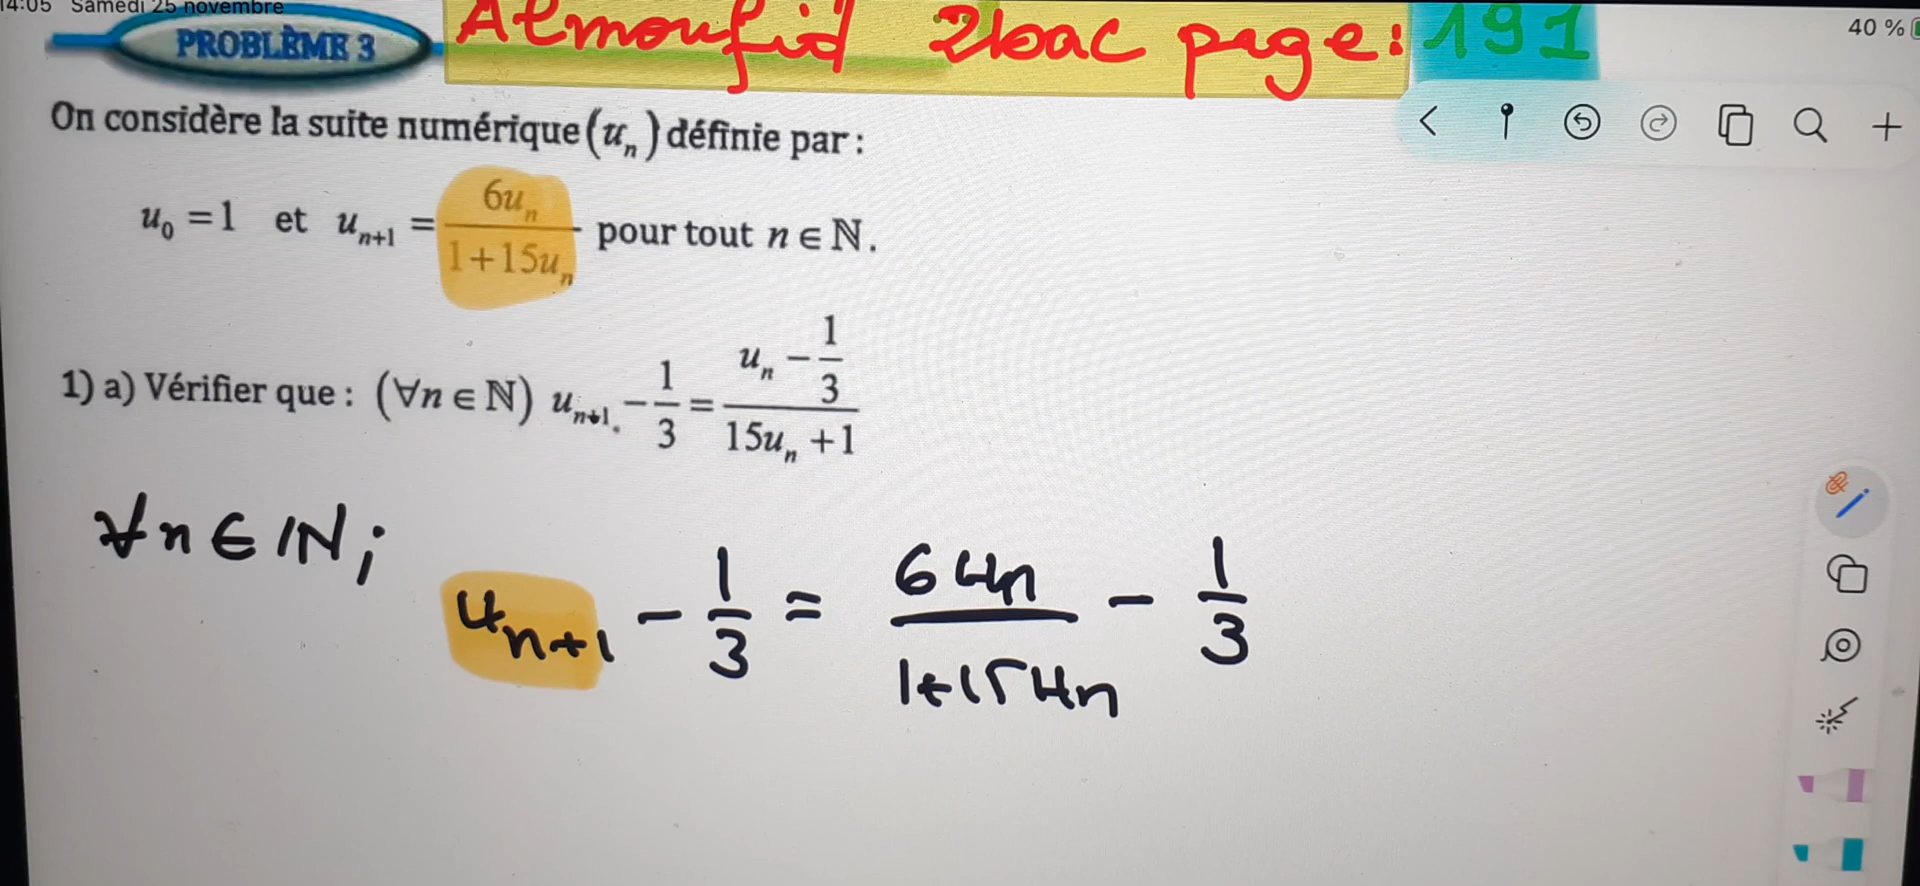 14:05 Samedi 25 novembre
40 %
PROBLÈME 3
Almoufid 2bac page: 191
On considère la suite numérique (uₙ) définie par :
u₀ = 1 et uₙ₊₁ = 6uₙ / (1+15uₙ) pour tout n ∈ ℕ.
1) a) Vérifier que : (∀n ∈ ℕ) uₙ₊₁ − 1/3 = (uₙ − 1/3) / (15uₙ + 1)
∀n ∈ ℕ;
uₙ₊₁ − 1/3 = 6uₙ / (1+15uₙ) − 1/3